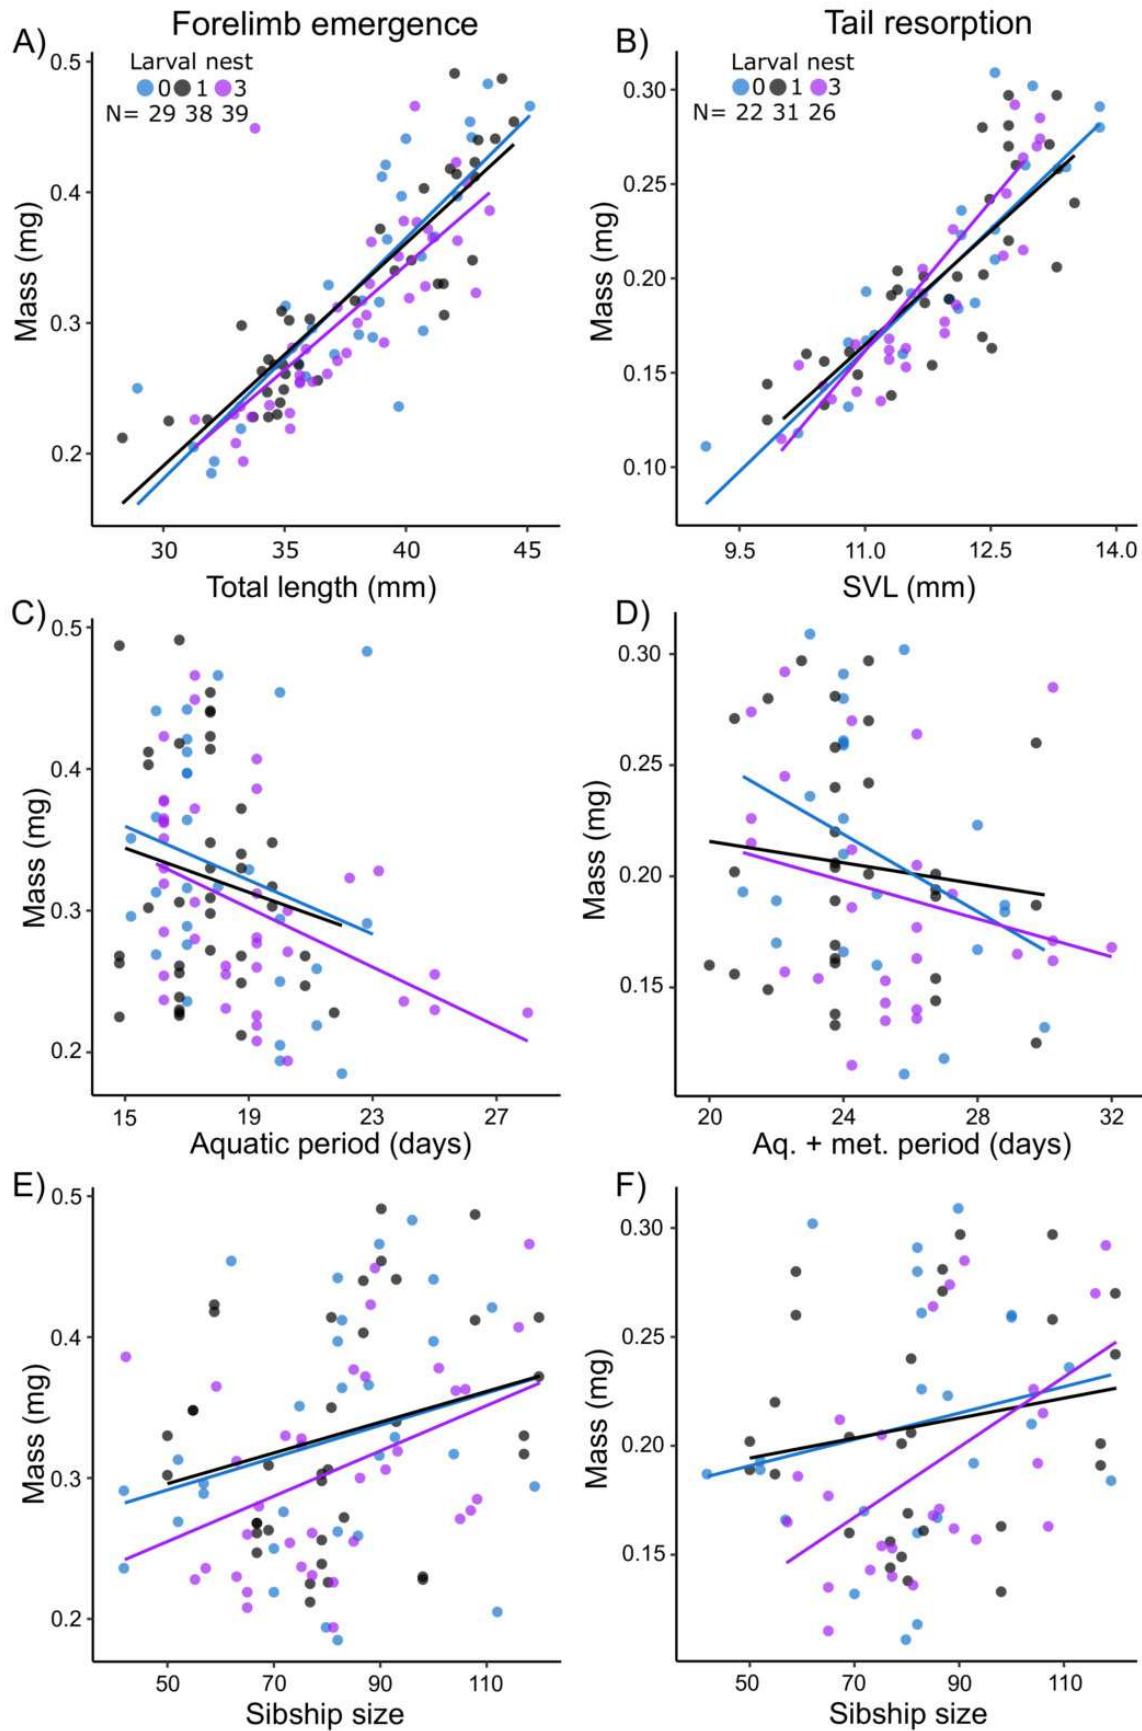 Forelimb emergence
Tail resorption
A)
Larval nest
0 1 3
N= 29 38 39
0.5
0.4
0.3
0.2
Mass (mg)
30 35 40 45
Total length (mm)
B)
Larval nest
0 1 3
N= 22 31 26
0.30
0.25
0.20
0.15
0.10
Mass (mg)
9.5 11.0 12.5 14.0
SVL (mm)
C)
0.5
0.4
0.3
0.2
Mass (mg)
15 19 23 27
Aquatic period (days)
D)
0.30
0.25
0.20
0.15
Mass (mg)
20 24 28 32
Aq. + met. period (days)
E)
0.5
0.4
0.3
0.2
Mass (mg)
50 70 90 110
Sibship size
F)
0.30
0.25
0.20
0.15
Mass (mg)
50 70 90 110
Sibship size